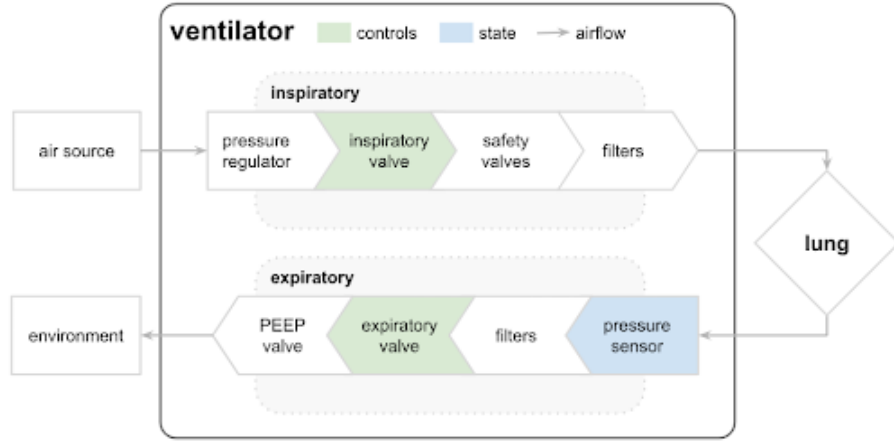 ventilator controls state airflow
inspiratory
air source
pressure
regulator
inspiratory
valve
safety
valves
filters
lung
expiratory
environment
PEEP
valve
expiratory
valve
filters
pressure
sensor